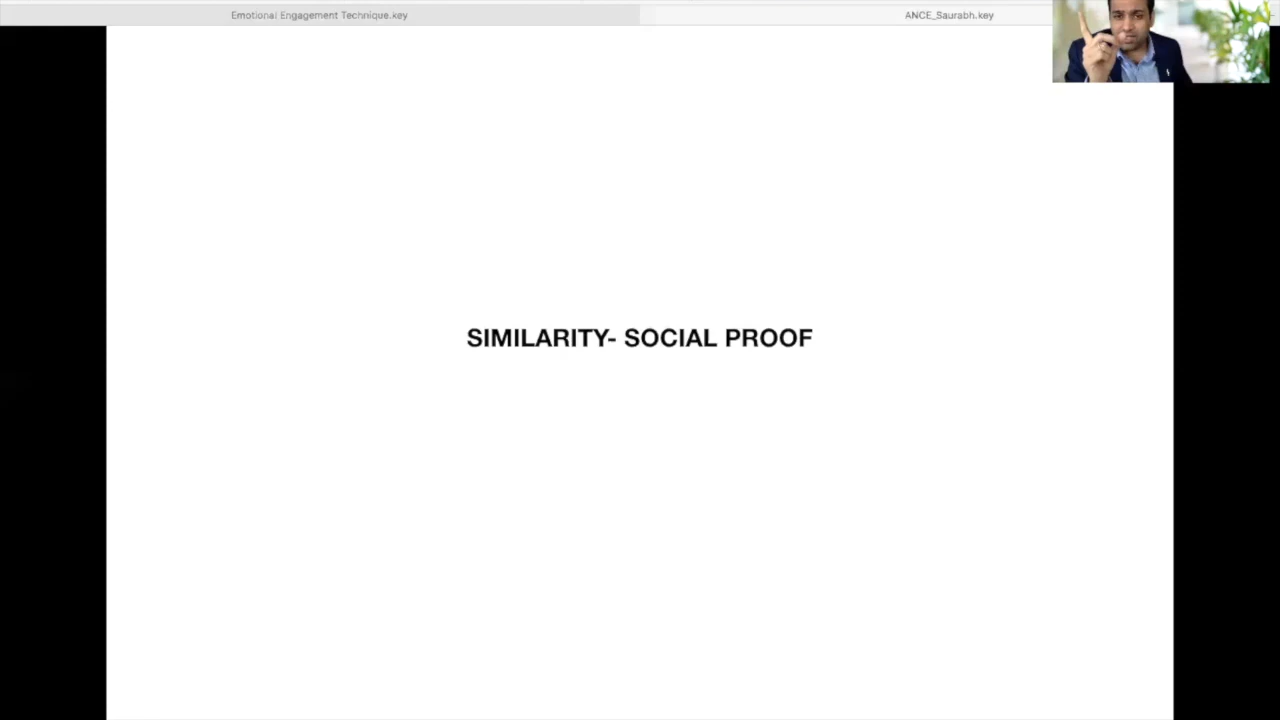 Emotional Engagement Technique.key
ANCE_Saurabh.key
SIMILARITY- SOCIAL PROOF